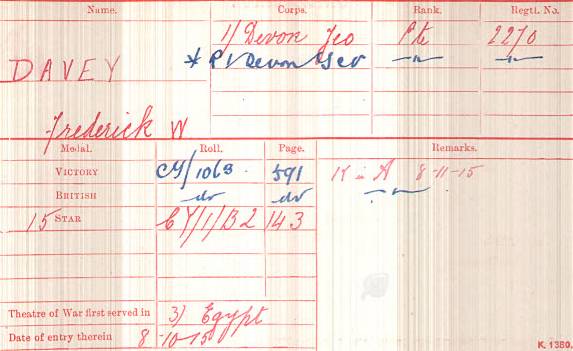 Name. Corps. Rank. Regtl. No.
1/ Devon Yeo Pte 2270
DAVEY * P 1/ Devon Yeo —〃— —〃—
Frederick W
Medal. Roll. Page. Remarks.
VICTORY CY/1063 591 K in A 8-11-15
BRITISH do do —〃—
15 STAR CY/1/B2 143
Theatre of War first served in 3) Egypt
Date of entry therein 8-10-15
K. 1380.